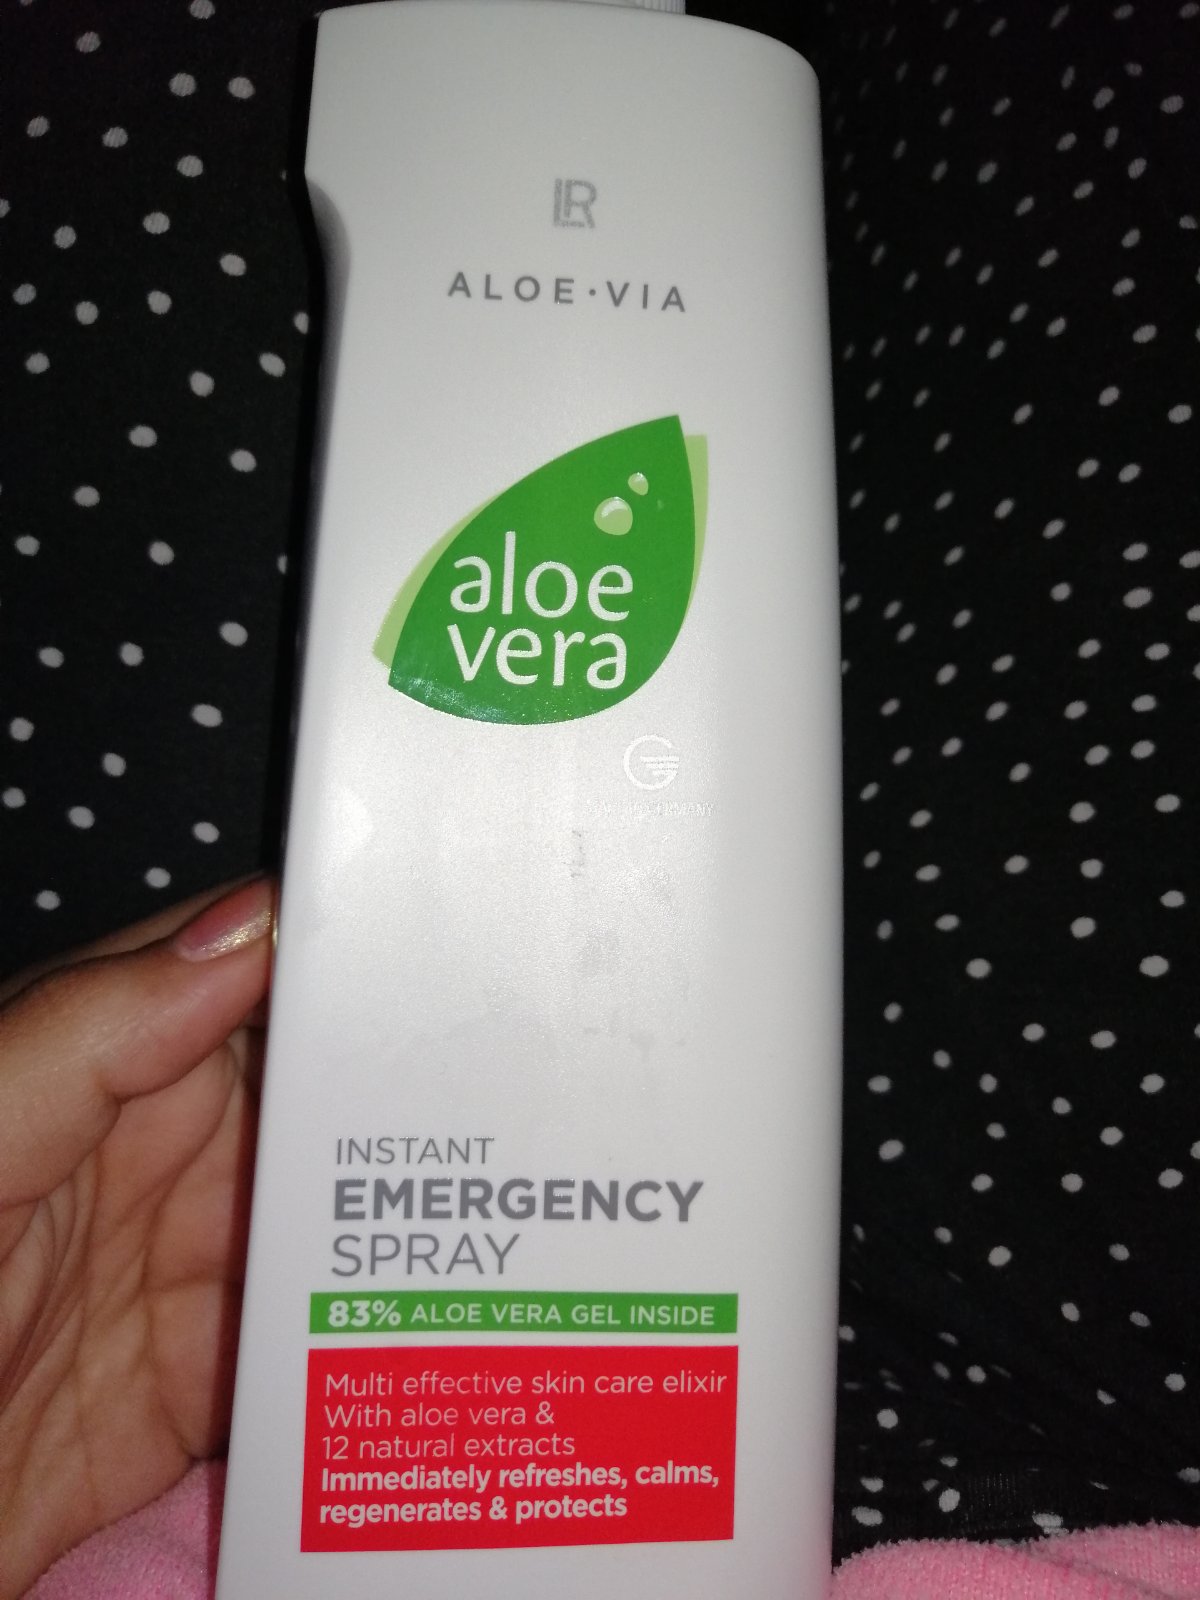 LR
ALOE·VIA
aloe
vera
INSTANT
EMERGENCY
SPRAY
83% ALOE VERA GEL INSIDE
Multi effective skin care elixir
With aloe vera &
12 natural extracts
Immediately refreshes, calms,
regenerates & protects